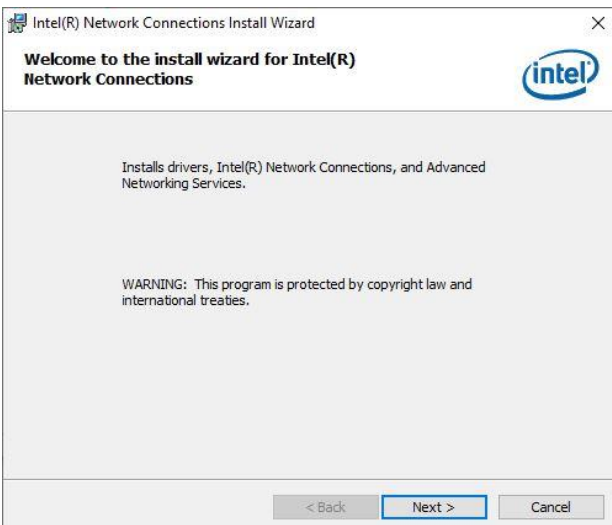 Intel(R) Network Connections Install Wizard
Welcome to the install wizard for Intel(R)
Network Connections
intel
Installs drivers, Intel(R) Network Connections, and Advanced
Networking Services.
WARNING: This program is protected by copyright law and
international treaties.
< Back
Next >
Cancel